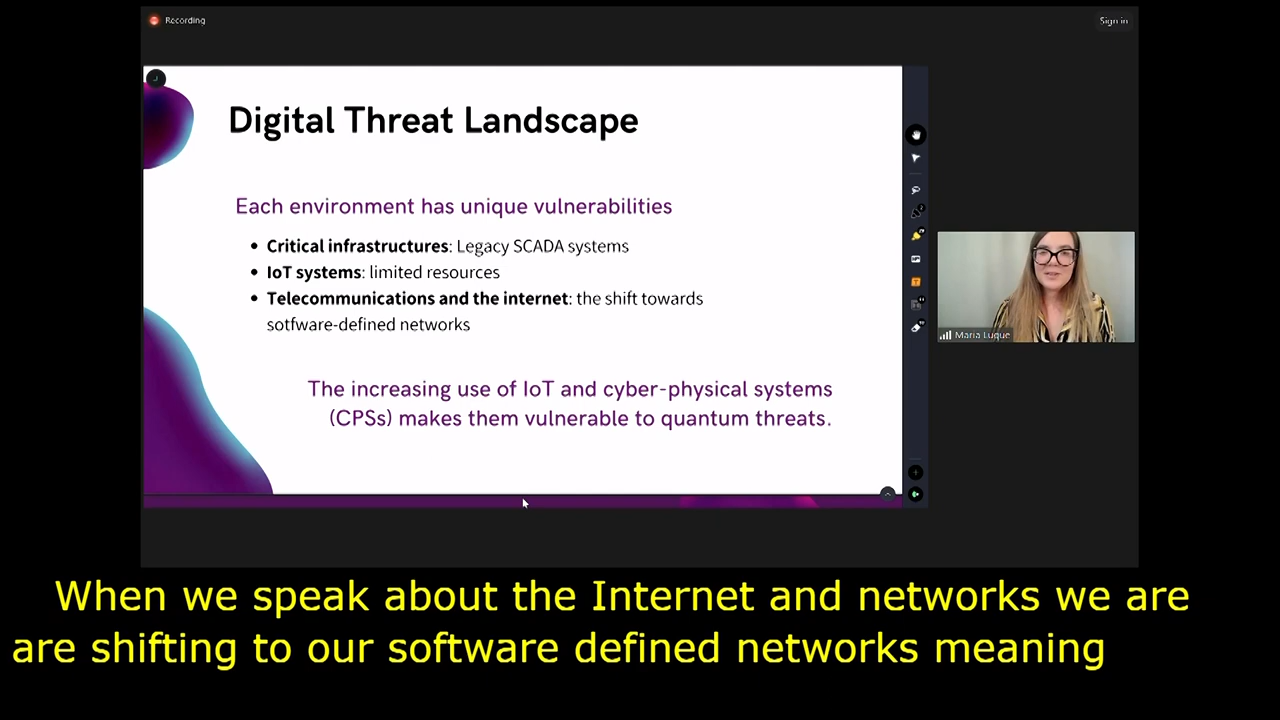 Recording
Sign in
Digital Threat Landscape
Each environment has unique vulnerabilities
• Critical infrastructures: Legacy SCADA systems
• IoT systems: limited resources
• Telecommunications and the internet: the shift towards
sotfware-defined networks
The increasing use of IoT and cyber-physical systems
(CPSs) makes them vulnerable to quantum threats.
Maria Luque
When we speak about the Internet and networks we are
are shifting to our software defined networks meaning